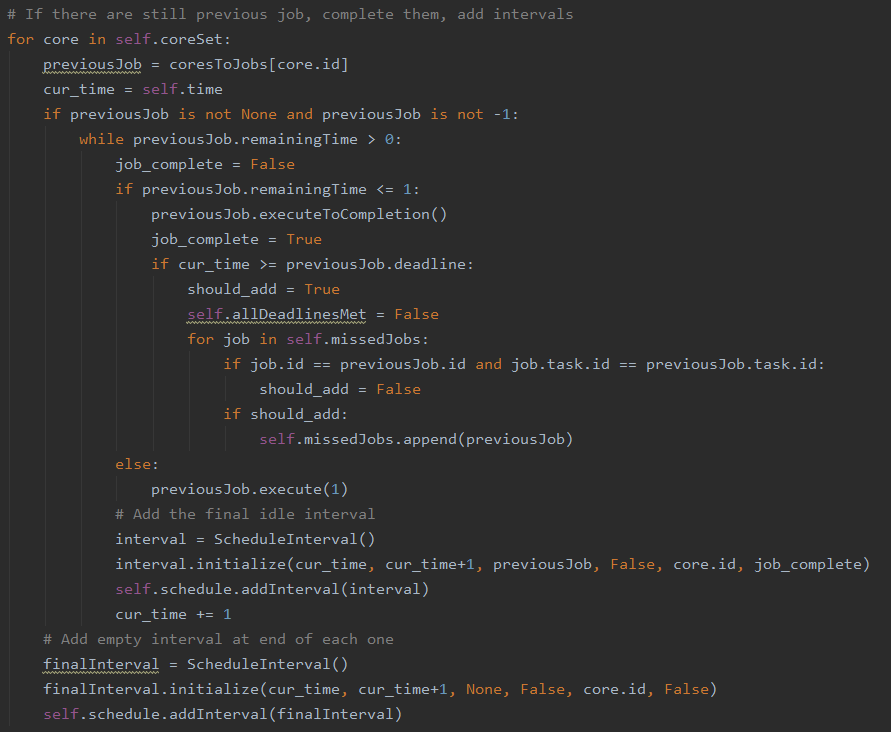 # If there are still previous job, complete them, add intervals
for core in self.coreSet:
    previousJob = coresToJobs[core.id]
    cur_time = self.time
    if previousJob is not None and previousJob is not -1:
        while previousJob.remainingTime > 0:
            job_complete = False
            if previousJob.remainingTime <= 1:
                previousJob.executeToCompletion()
                job_complete = True
                if cur_time >= previousJob.deadline:
                    should_add = True
                    self.allDeadlinesMet = False
                    for job in self.missedJobs:
                        if job.id == previousJob.id and job.task.id == previousJob.task.id:
                            should_add = False
                        if should_add:
                            self.missedJobs.append(previousJob)
            else:
                previousJob.execute(1)
            # Add the final idle interval
            interval = ScheduleInterval()
            interval.initialize(cur_time, cur_time+1, previousJob, False, core.id, job_complete)
            self.schedule.addInterval(interval)
            cur_time += 1
    # Add empty interval at end of each one
    finalInterval = ScheduleInterval()
    finalInterval.initialize(cur_time, cur_time+1, None, False, core.id, False)
    self.schedule.addInterval(finalInterval)